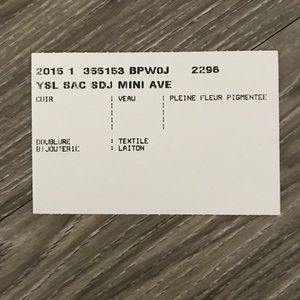 2015 1 355153 BPW0J 2296
YSL SAC SDJ MINI AVE
CUIR : VEAU : PLEINE FLEUR PIGMENTEE
DOUBLURE : TEXTILE
BIJOUTERIE : LAITON